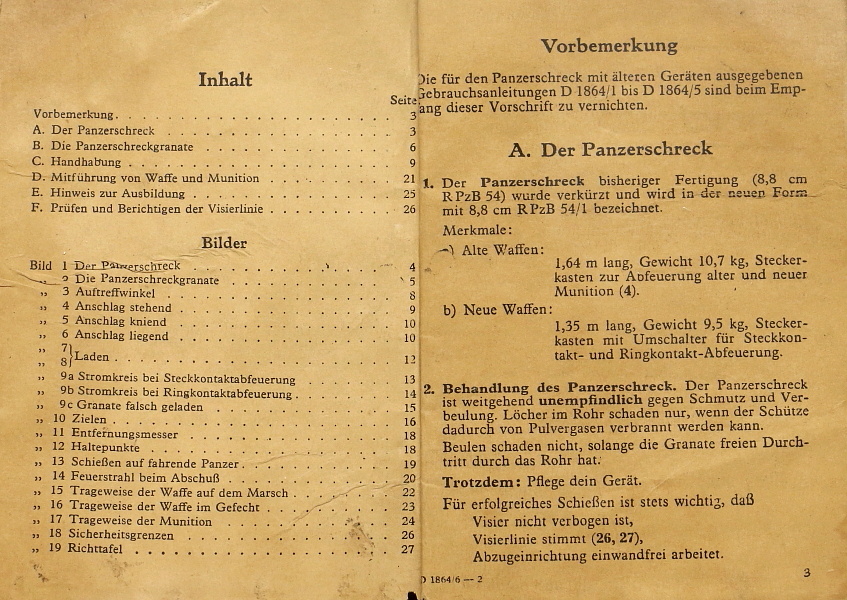 Inhalt
Seite
Vorbemerkung. . . . . . . . . . . . . . . . . . 3
A. Der Panzerschreck . . . . . . . . . . . . . . . . 3
B. Die Panzerschreckgranate . . . . . . . . . . . . . 6
C. Handhabung . . . . . . . . . . . . . . . . . . 9
D. Mitführung von Waffe und Munition . . . . . . . . . 21
E. Hinweis zur Ausbildung . . . . . . . . . . . . . . 25
F. Prüfen und Berichtigen der Visierlinie . . . . . . . . 26
Bilder
Bild 1 Der Panzerschreck . . . . . . . . . . . . . 4
„ 2 Die Panzerschreckgranate . . . . . . . . . . . 5
„ 3 Auftreffwinkel . . . . . . . . . . . . . . . 8
„ 4 Anschlag stehend . . . . . . . . . . . . . . 9
„ 5 Anschlag kniend . . . . . . . . . . . . . . 10
„ 6 Anschlag liegend . . . . . . . . . . . . . . 10
„ 7}
„ 8} Laden . . . . . . . . . . . . . . . . . . 12
„ 9a Stromkreis bei Steckkontaktabfeuerung . . . . . . 13
„ 9b Stromkreis bei Ringkontaktabfeuerung . . . . . . . 14
„ 9c Granate falsch geladen . . . . . . . . . . . . 15
„ 10 Zielen . . . . . . . . . . . . . . . . . . 16
„ 11 Entfernungsmesser . . . . . . . . . . . . . 18
„ 12 Haltepunkte . . . . . . . . . . . . . . . . 18
„ 13 Schießen auf fahrende Panzer . . . . . . . . . . 19
„ 14 Feuerstrahl beim Abschuß . . . . . . . . . . . 20
„ 15 Trageweise der Waffe auf dem Marsch . . . . . . . 22
„ 16 Trageweise der Waffe im Gefecht . . . . . . . . . 23
„ 17 Trageweise der Munition . . . . . . . . . . . . 24
„ 18 Sicherheitsgrenzen . . . . . . . . . . . . . . 26
„ 19 Richttafel . . . . . . . . . . . . . . . . . 27
Vorbemerkung
Die für den Panzerschreck mit älteren Geräten ausgegebenen
Gebrauchsanleitungen D 1864/1 bis D 1864/5 sind beim Emp-
ang dieser Vorschrift zu vernichten.
A. Der Panzerschreck
1. Der Panzerschreck bisheriger Fertigung (8,8 cm
R PzB 54) wurde verkürzt und wird in der neuen Form
mit 8,8 cm R PzB 54/1 bezeichnet.
Merkmale:
a) Alte Waffen:
1,64 m lang, Gewicht 10,7 kg, Stecker-
kasten zur Abfeuerung alter und neuer
Munition (4).
b) Neue Waffen:
1,35 m lang, Gewicht 9,5 kg, Stecker-
kasten mit Umschalter für Steckkon-
takt- und Ringkontakt-Abfeuerung.
2. Behandlung des Panzerschreck. Der Panzerschreck
ist weitgehend unempfindlich gegen Schmutz und Ver-
beulung. Löcher im Rohr schaden nur, wenn der Schütze
dadurch von Pulvergasen verbrannt werden kann.
Beulen schaden nicht, solange die Granate freien Durch-
tritt durch das Rohr hat.
Trotzdem: Pflege dein Gerät.
Für erfolgreiches Schießen ist stets wichtig, daß
Visier nicht verbogen ist,
Visierlinie stimmt (26, 27),
Abzugeinrichtung einwandfrei arbeitet.
D 1864/6 — 2
3